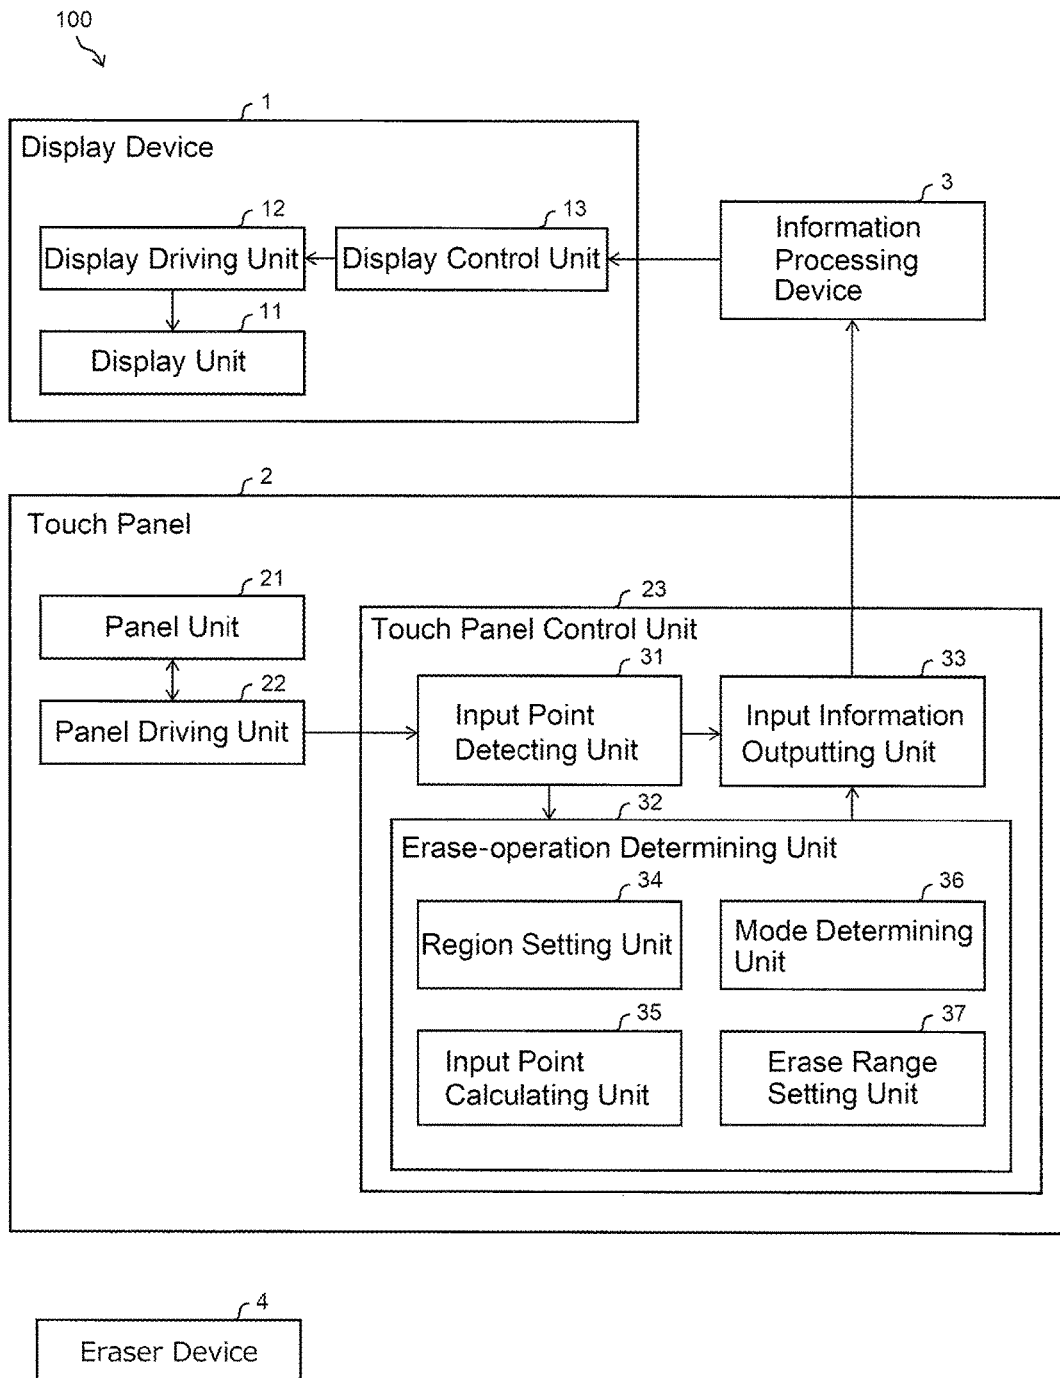 100
1
Display Device
12
Display Driving Unit
13
Display Control Unit
3
Information
Processing
Device
11
Display Unit
2
Touch Panel
21
Panel Unit
22
Panel Driving Unit
23
Touch Panel Control Unit
31
Input Point
Detecting Unit
33
Input Information
Outputting Unit
32
Erase-operation Determining Unit
34
Region Setting Unit
36
Mode Determining
Unit
35
Input Point
Calculating Unit
37
Erase Range
Setting Unit
4
Eraser Device